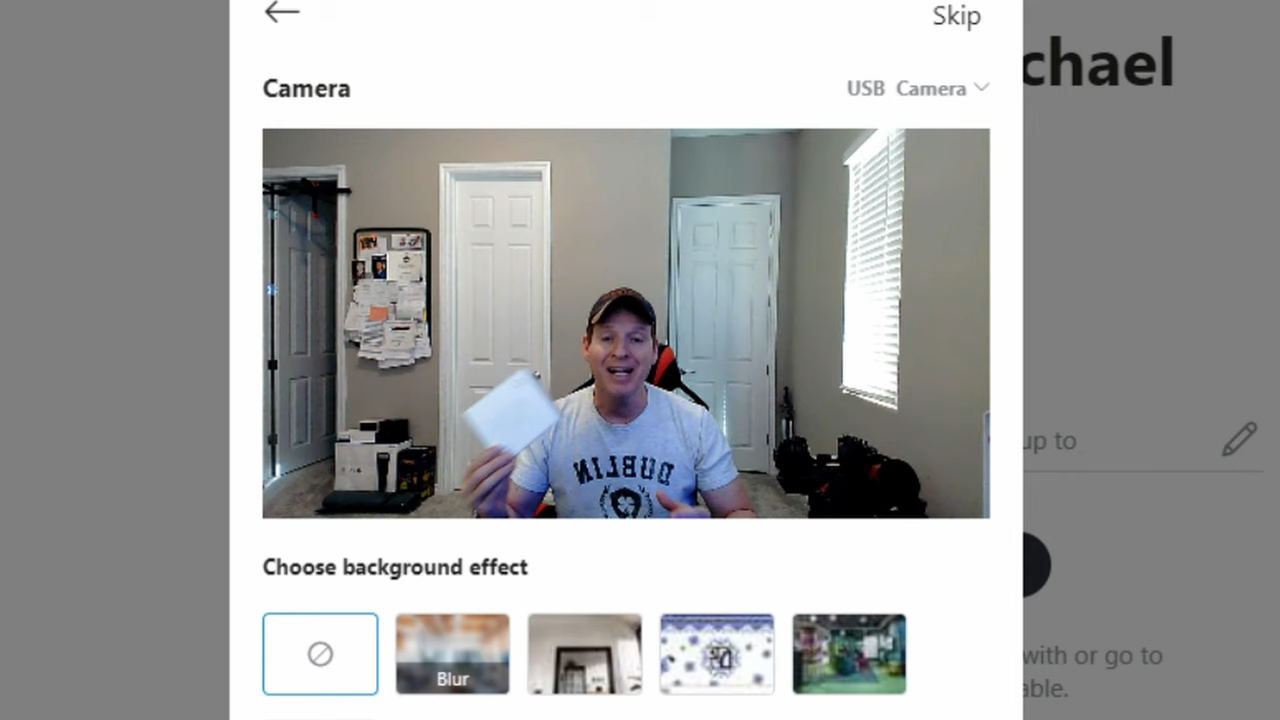 Skip
chael
Camera
USB Camera
DUBLIN
up to
Choose background effect
Blur
with or go to
able.